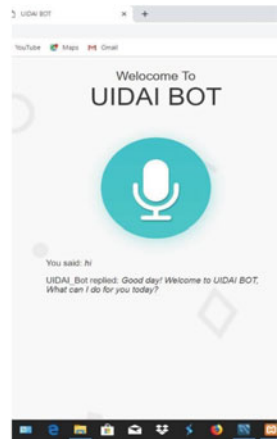 UIDAI BOT
YouTube Maps Gmail
Welocome To
UIDAI BOT
You said: hi
UIDAI_Bot replied: Good day! Welcome to UIDAI BOT,
What can I do for you today?